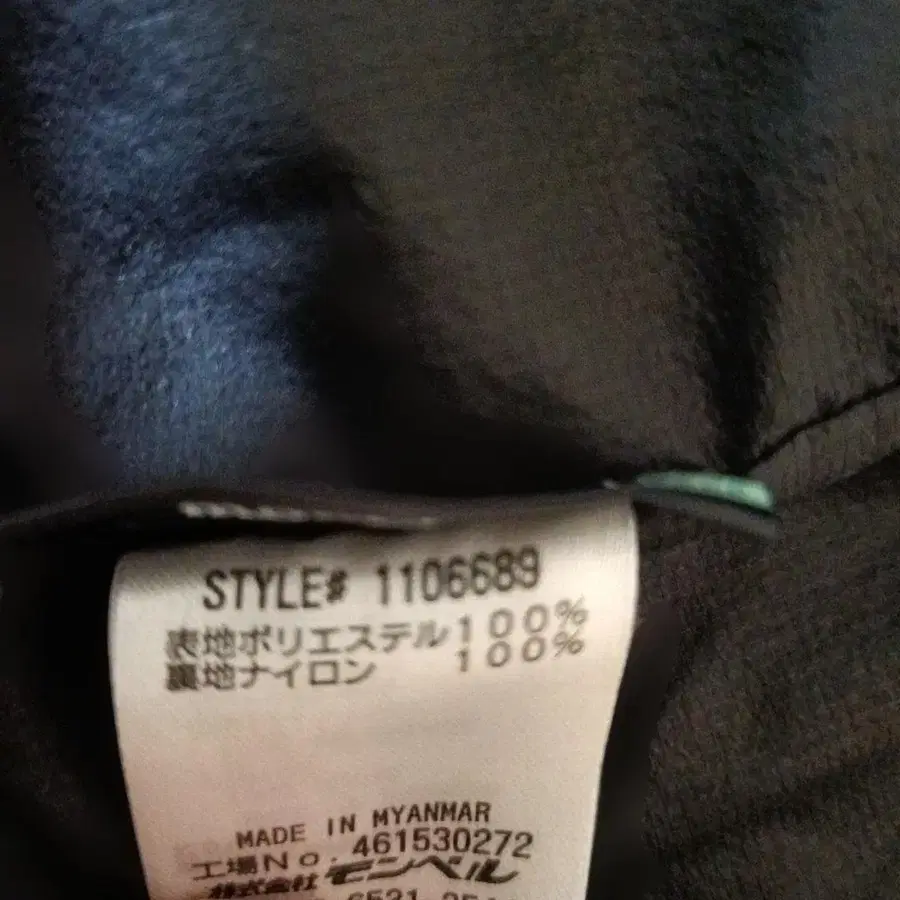 STYLE# 1106689
表地ポリエステル100%
裏地ナイロン 100%
MADE IN MYANMAR
工場No. 461530272
株式会社モンベル